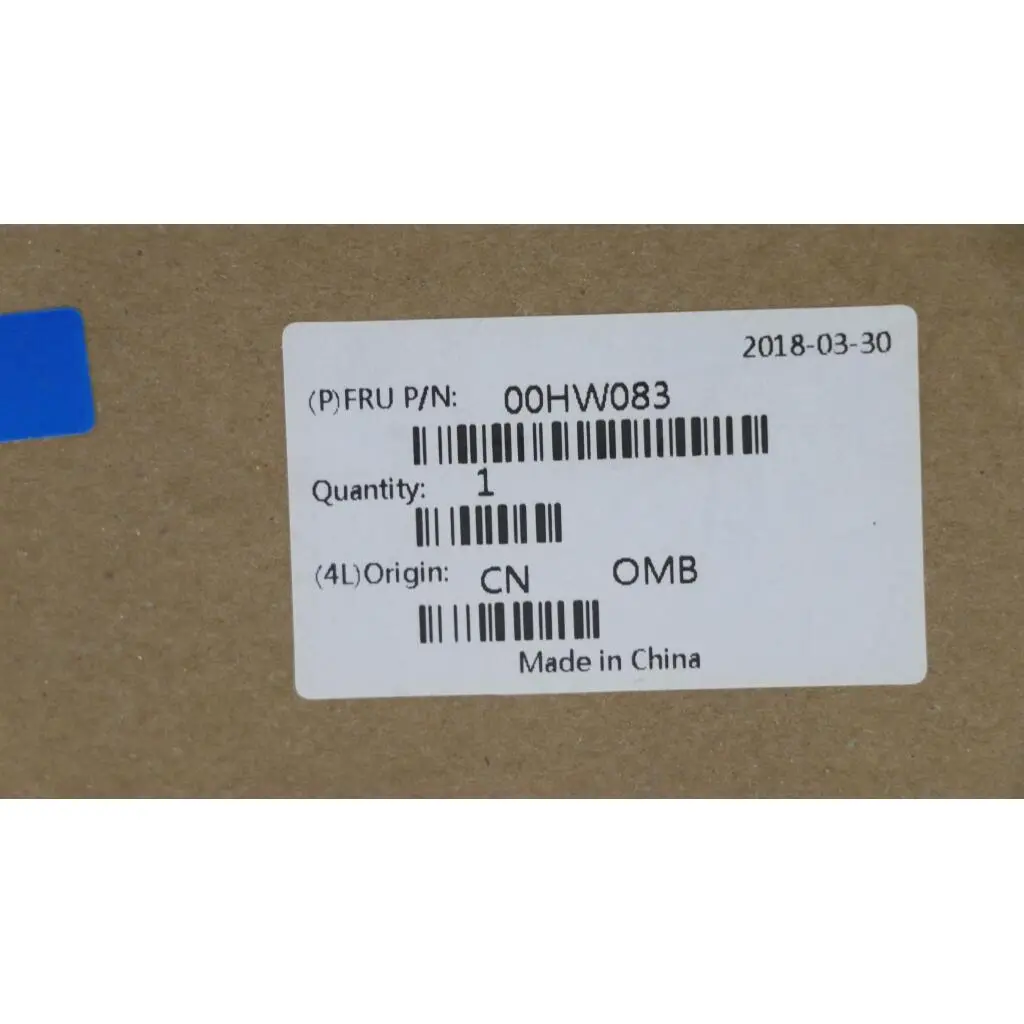 2018-03-30
(P)FRU P/N: 00HW083
Quantity: 1
(4L)Origin: CN OMB
Made in China